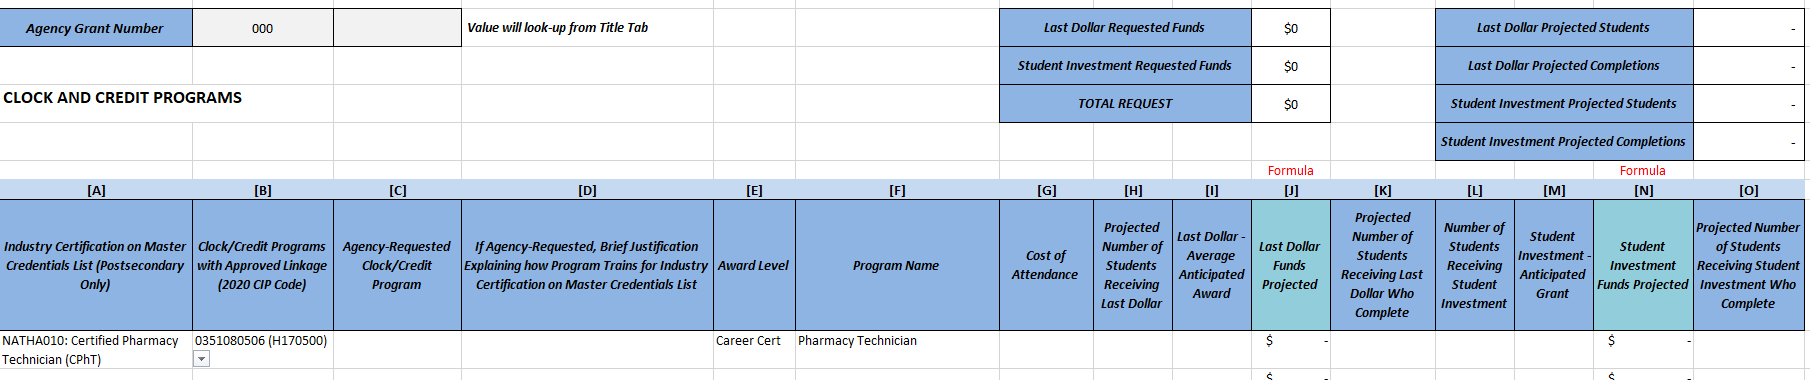 Agency Grant Number 000 Value will look-up from Title Tab Last Dollar Requested Funds $0 Last Dollar Projected Students -
Student Investment Requested Funds $0 Last Dollar Projected Completions -
CLOCK AND CREDIT PROGRAMS TOTAL REQUEST $0 Student Investment Projected Students -
Student Investment Projected Completions -
Formula Formula
[A] [B] [C] [D] [E] [F] [G] [H] [I] [J] [K] [L] [M] [N] [O]
Industry Certification on Master
Credentials List (Postsecondary
Only)
Clock/Credit Programs
with Approved Linkage
(2020 CIP Code)
Agency-Requested
Clock/Credit
Program
If Agency-Requested, Brief Justification
Explaining how Program Trains for Industry
Certification on Master Credentials List
Award Level
Program Name
Cost of
Attendance
Projected
Number of
Students
Receiving
Last Dollar
Last Dollar -
Average
Anticipated
Award
Last Dollar
Funds
Projected
Projected
Number of
Students
Receiving Last
Dollar Who
Complete
Number of
Students
Receiving
Student
Investment
Student
Investment -
Anticipated
Grant
Student
Investment
Funds Projected
Projected Number
of Students
Receiving Student
Investment Who
Complete
NATHA010: Certified Pharmacy
Technician (CPhT)
0351080506 (H170500)
Career Cert
Pharmacy Technician
$ -
$ -
$ -
$ -